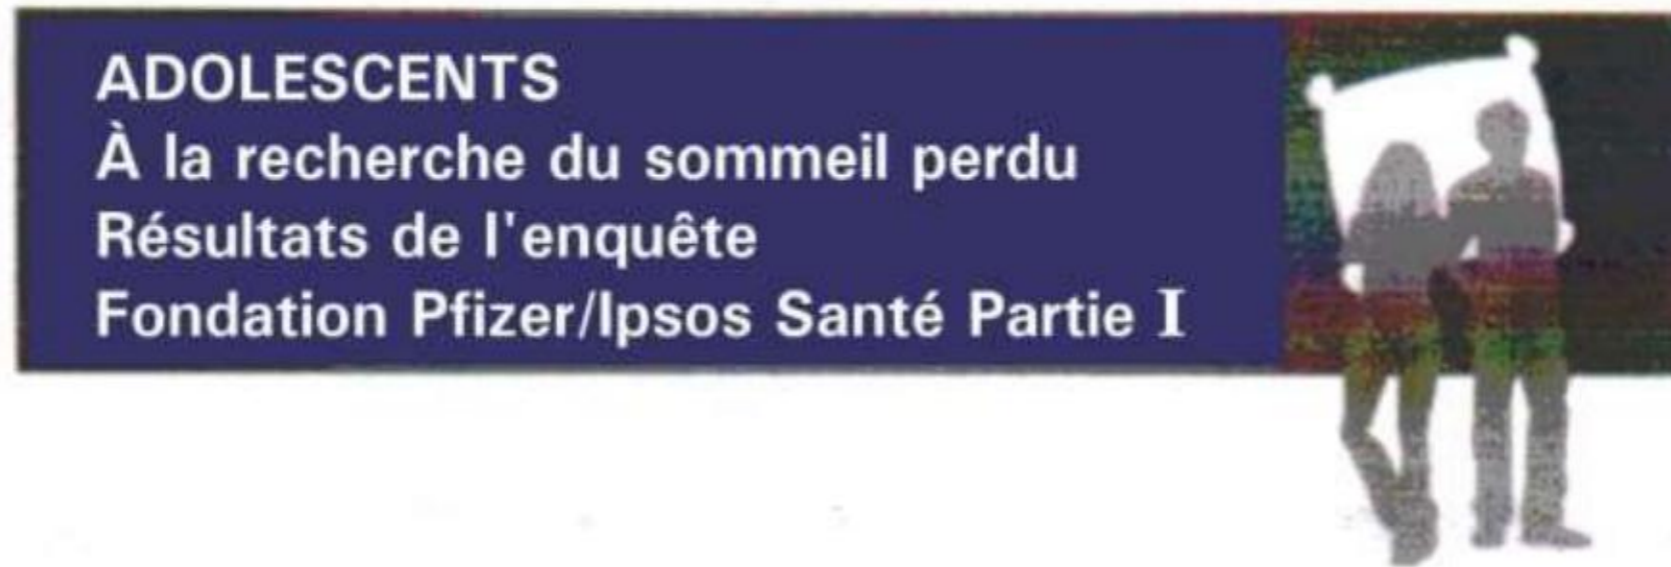 ADOLESCENTS
À la recherche du sommeil perdu
Résultats de l'enquête
Fondation Pfizer/Ipsos Santé Partie I